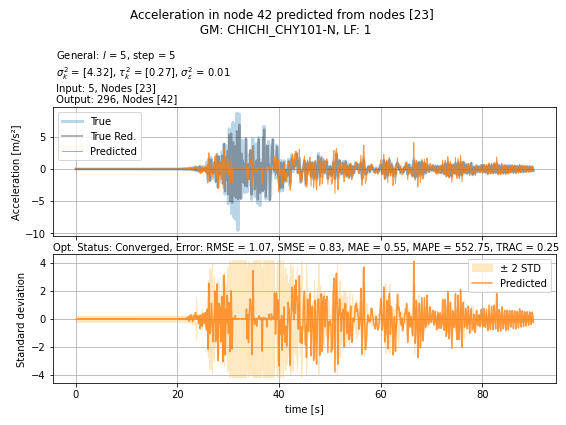 Acceleration in node 42 predicted from nodes [23]
GM: CHICHI_CHY101-N, LF: 1
General: l = 5, step = 5
σ²ₖ = [4.32], τ²ₖ = [0.27], σ²ε = 0.01
Input: 5, Nodes [23]
Output: 296, Nodes [42]
Acceleration [m/s²]
5
0
−5
−10
True
True Red.
Predicted
Opt. Status: Converged, Error: RMSE = 1.07, SMSE = 0.83, MAE = 0.55, MAPE = 552.75, TRAC = 0.25
Standard deviation
4
2
0
−2
−4
± 2 STD
Predicted
0 20 40 60 80
time [s]